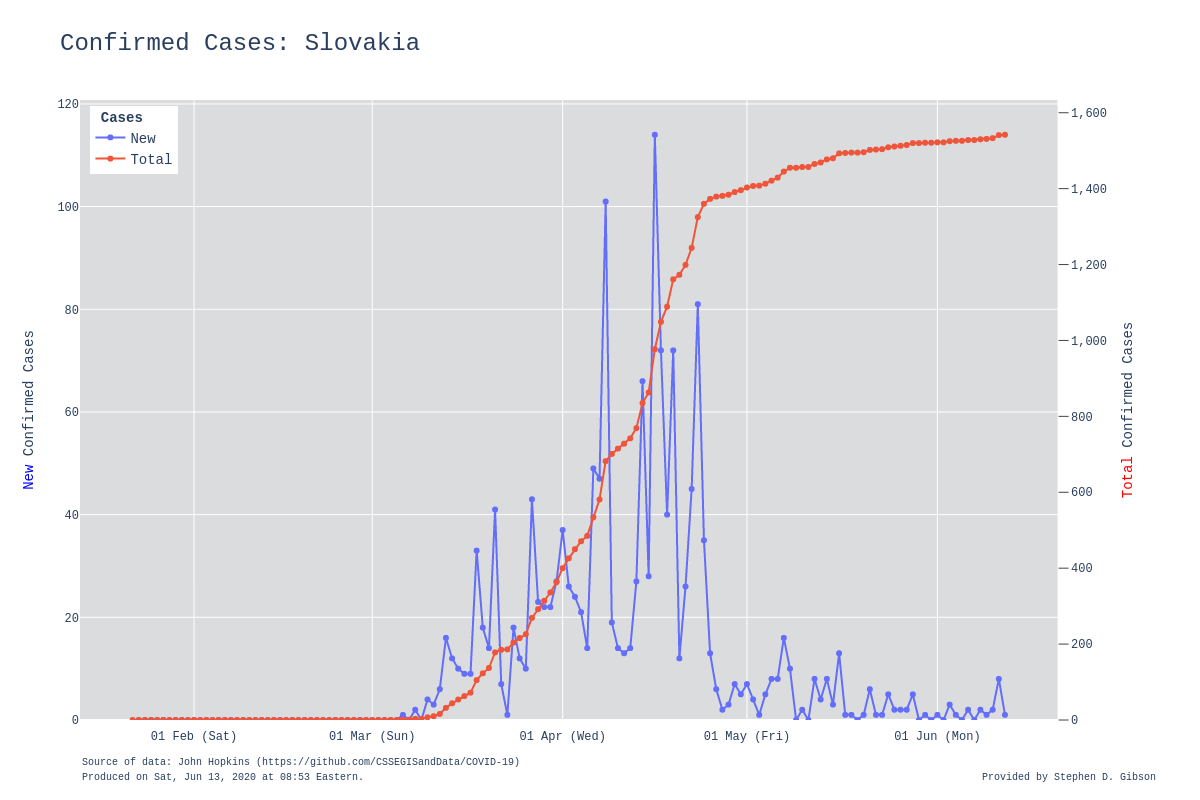 Confirmed Cases: Slovakia
Cases
New
Total
120
100
80
60
40
20
0
1,600
1,400
1,200
1,000
800
600
400
200
0
New Confirmed Cases
Total Confirmed Cases
01 Feb (Sat)
01 Mar (Sun)
01 Apr (Wed)
01 May (Fri)
01 Jun (Mon)
Source of data: John Hopkins (https://github.com/CSSEGISandData/COVID-19)
Produced on Sat, Jun 13, 2020 at 08:53 Eastern.
Provided by Stephen D. Gibson